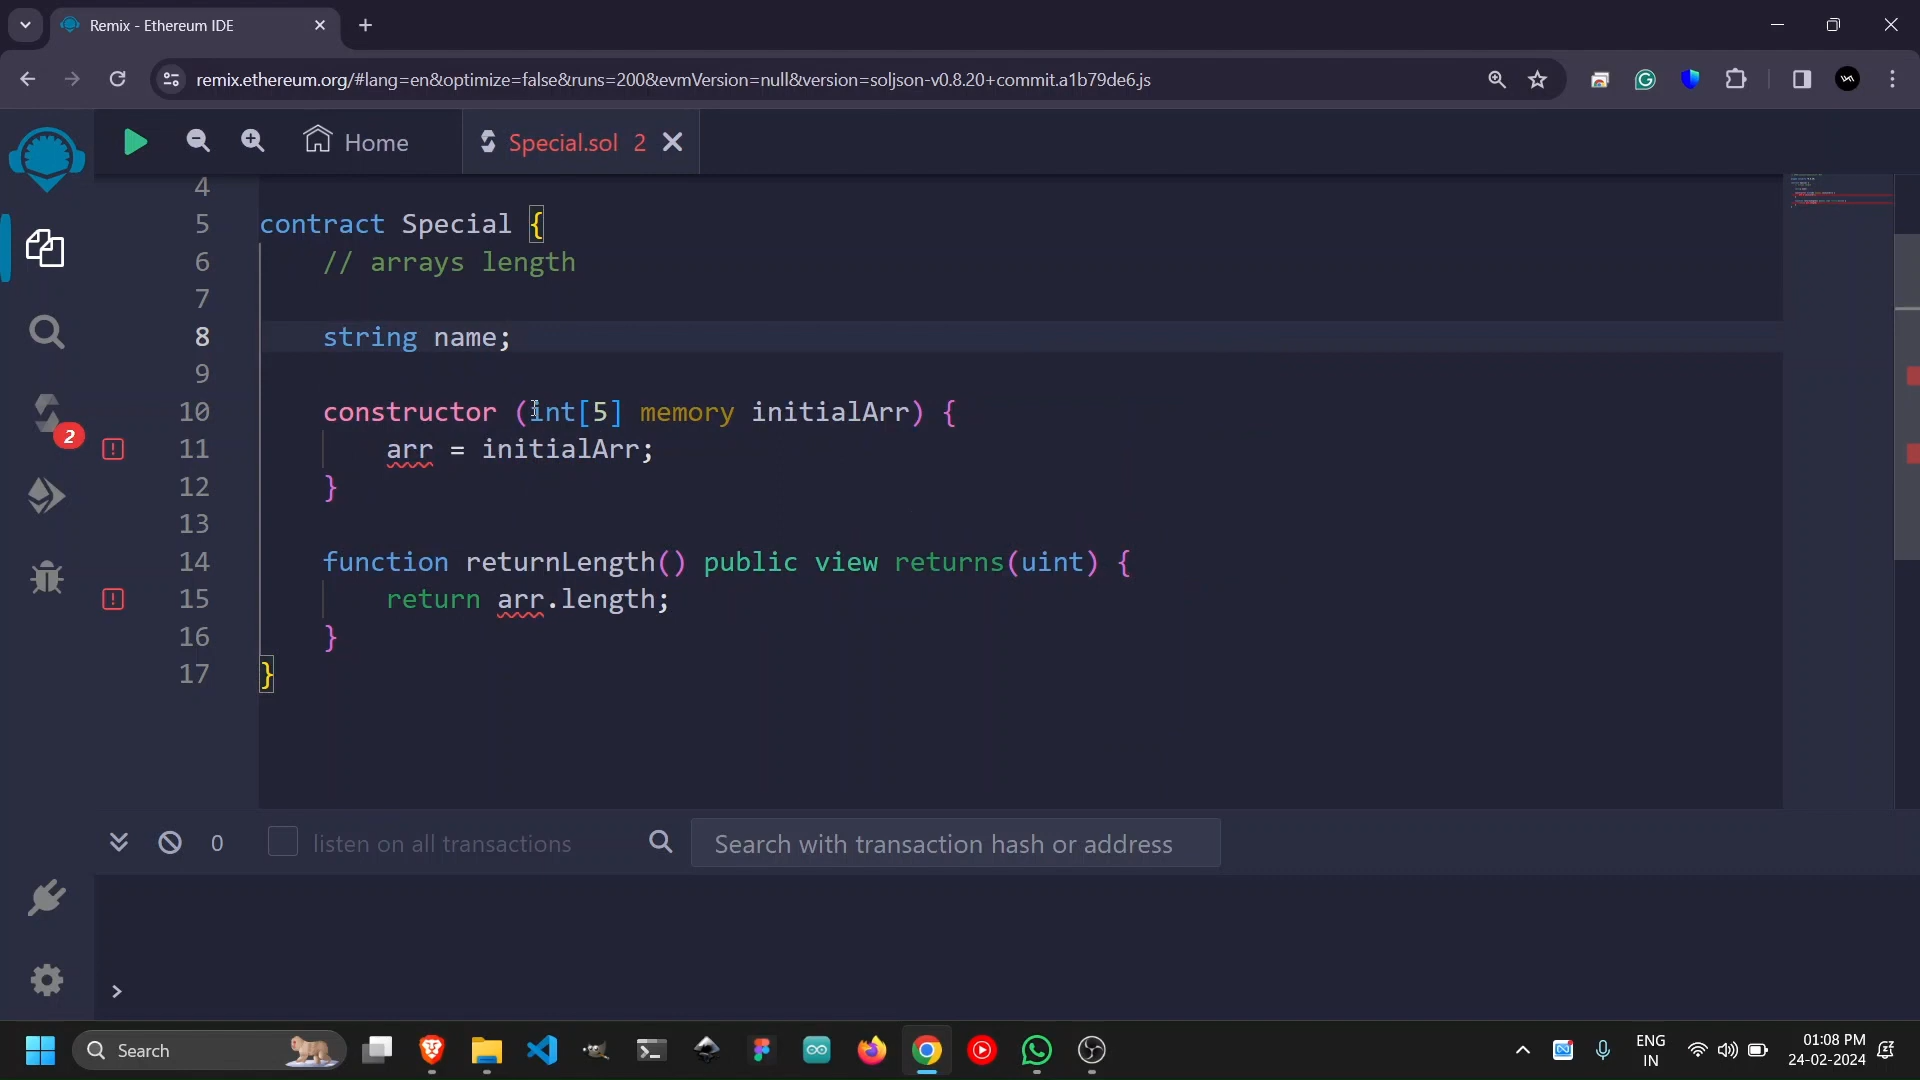 Remix - Ethereum IDE
remix.ethereum.org/#lang=en&optimize=false&runs=200&evmVersion=null&version=soljson-v0.8.20+commit.a1b79de6.js
Home
Special.sol 2
4
5 contract Special {
6 // arrays length
7
8 string name;
9
10 constructor (int[5] memory initialArr) {
11 arr = initialArr;
12 }
13
14 function returnLength() public view returns(uint) {
15 return arr.length;
16 }
17 }
2
0 listen on all transactions
Search with transaction hash or address
>
Search
ENG
IN
01:08 PM
24-02-2024